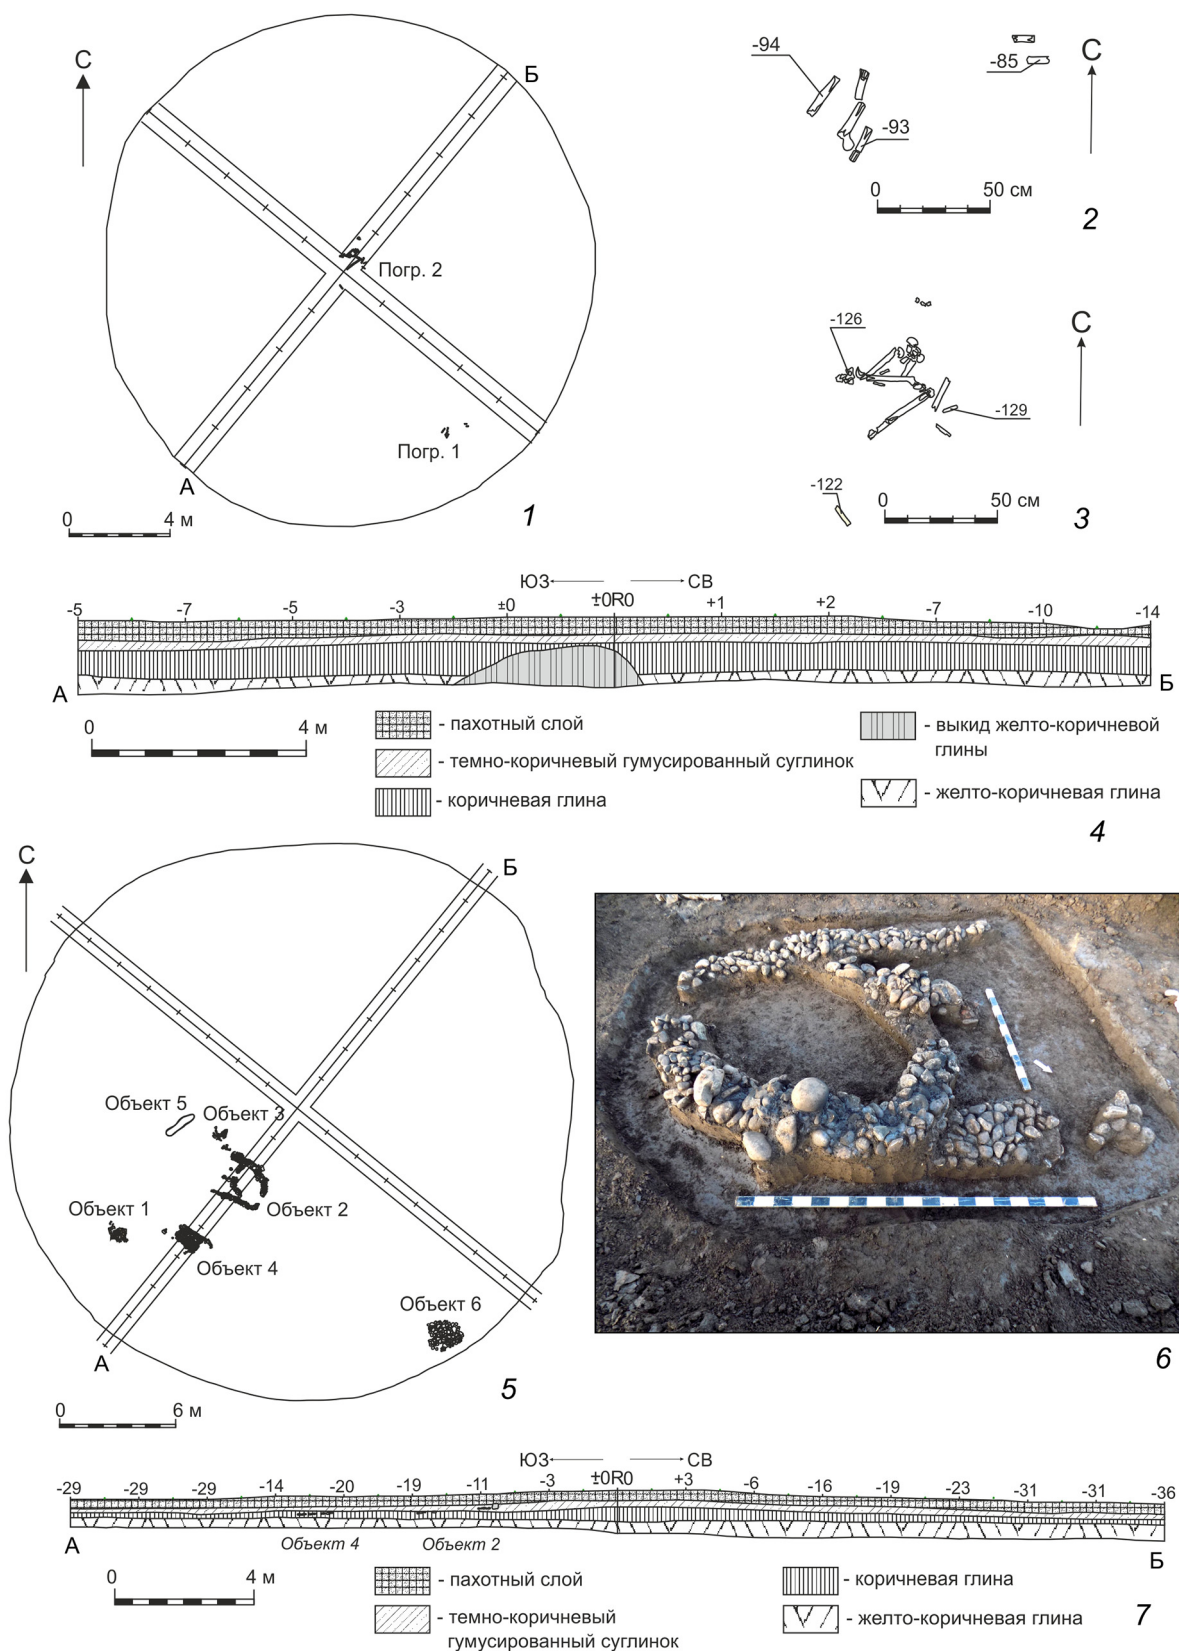 С
Б
Погр. 2
Погр. 1
А
0 4 м
1
-94
-85
С
-93
0 50 см
2
-126
С
-129
-122
0 50 см
3
ЮЗ СВ
-5 -7 -5 -3 ±0 ±0R0 +1 +2 -7 -10 -14
А Б
0 4 м
- пахотный слой
- темно-коричневый гумусированный суглинок
- коричневая глина
- выкид желто-коричневой
глины
- желто-коричневая глина
4
С
Б
Объект 5
Объект 3
Объект 1
Объект 2
Объект 4
Объект 6
А
0 6 м
5
6
ЮЗ СВ
-29 -29 -29 -14 -20 -19 -11 -3 ±0R0 +3 -6 -16 -19 -23 -31 -31 -36
А Объект 4 Объект 2 Б
0 4 м
- пахотный слой
- темно-коричневый
гумусированный суглинок
- коричневая глина
- желто-коричневая глина
7